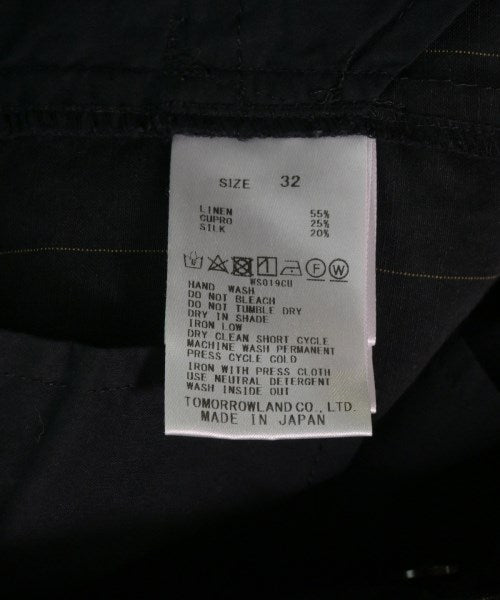 SIZE 32
LINEN 55%
CUPRO 25%
SILK 20%
F W
WS019CU
HAND WASH
DO NOT BLEACH
DO NOT TUMBLE DRY
DRY IN SHADE
IRON LOW
DRY CLEAN SHORT CYCLE
MACHINE WASH PERMANENT
PRESS CYCLE COLD
IRON WITH PRESS CLOTH
USE NEUTRAL DETERGENT
WASH INSIDE OUT
TOMORROWLAND CO., LTD.
MADE IN JAPAN